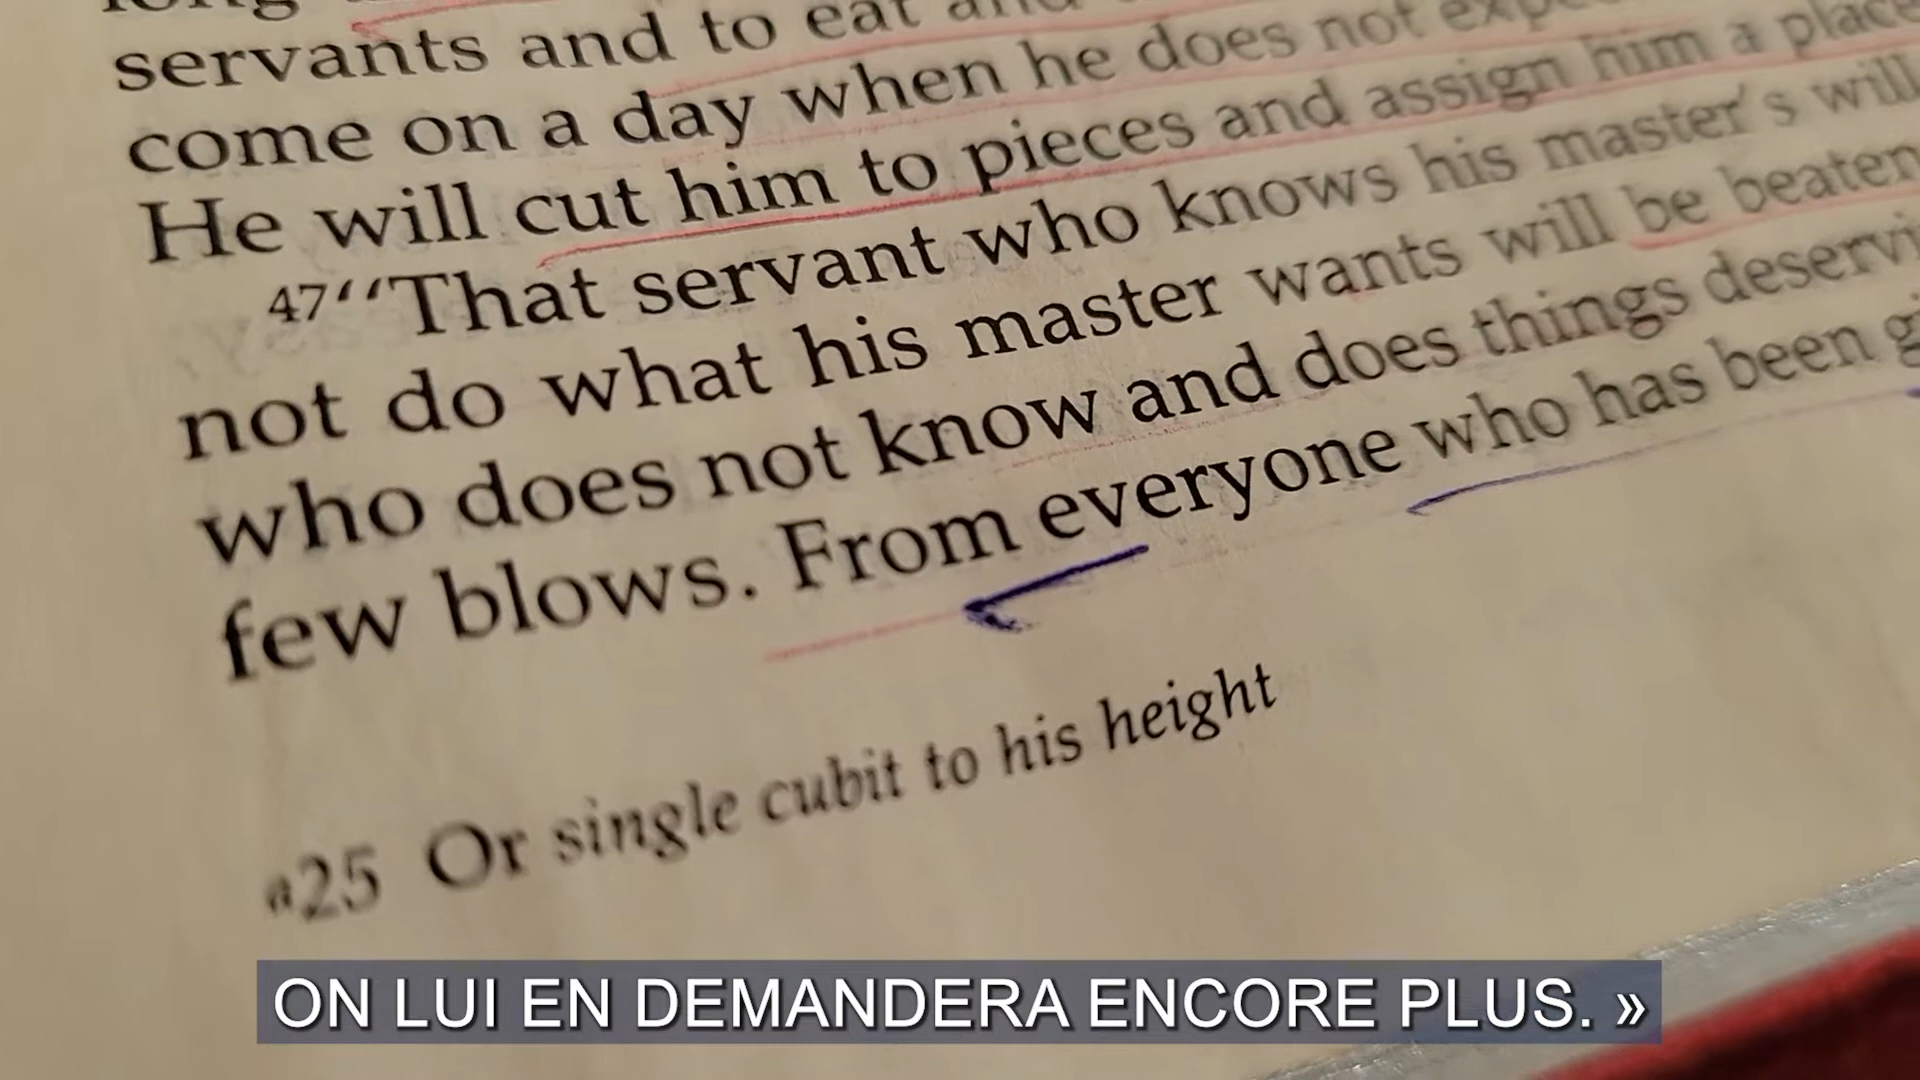 servants and to eat and
come on a day when he does not
He will cut him to pieces and assign him a place
47“That servant who knows his master's will
not do what his master wants will be beaten
who does not know and does things
few blows. From everyone who has been
a25 Or single cubit to his height
ON LUI EN DEMANDERA ENCORE PLUS. »